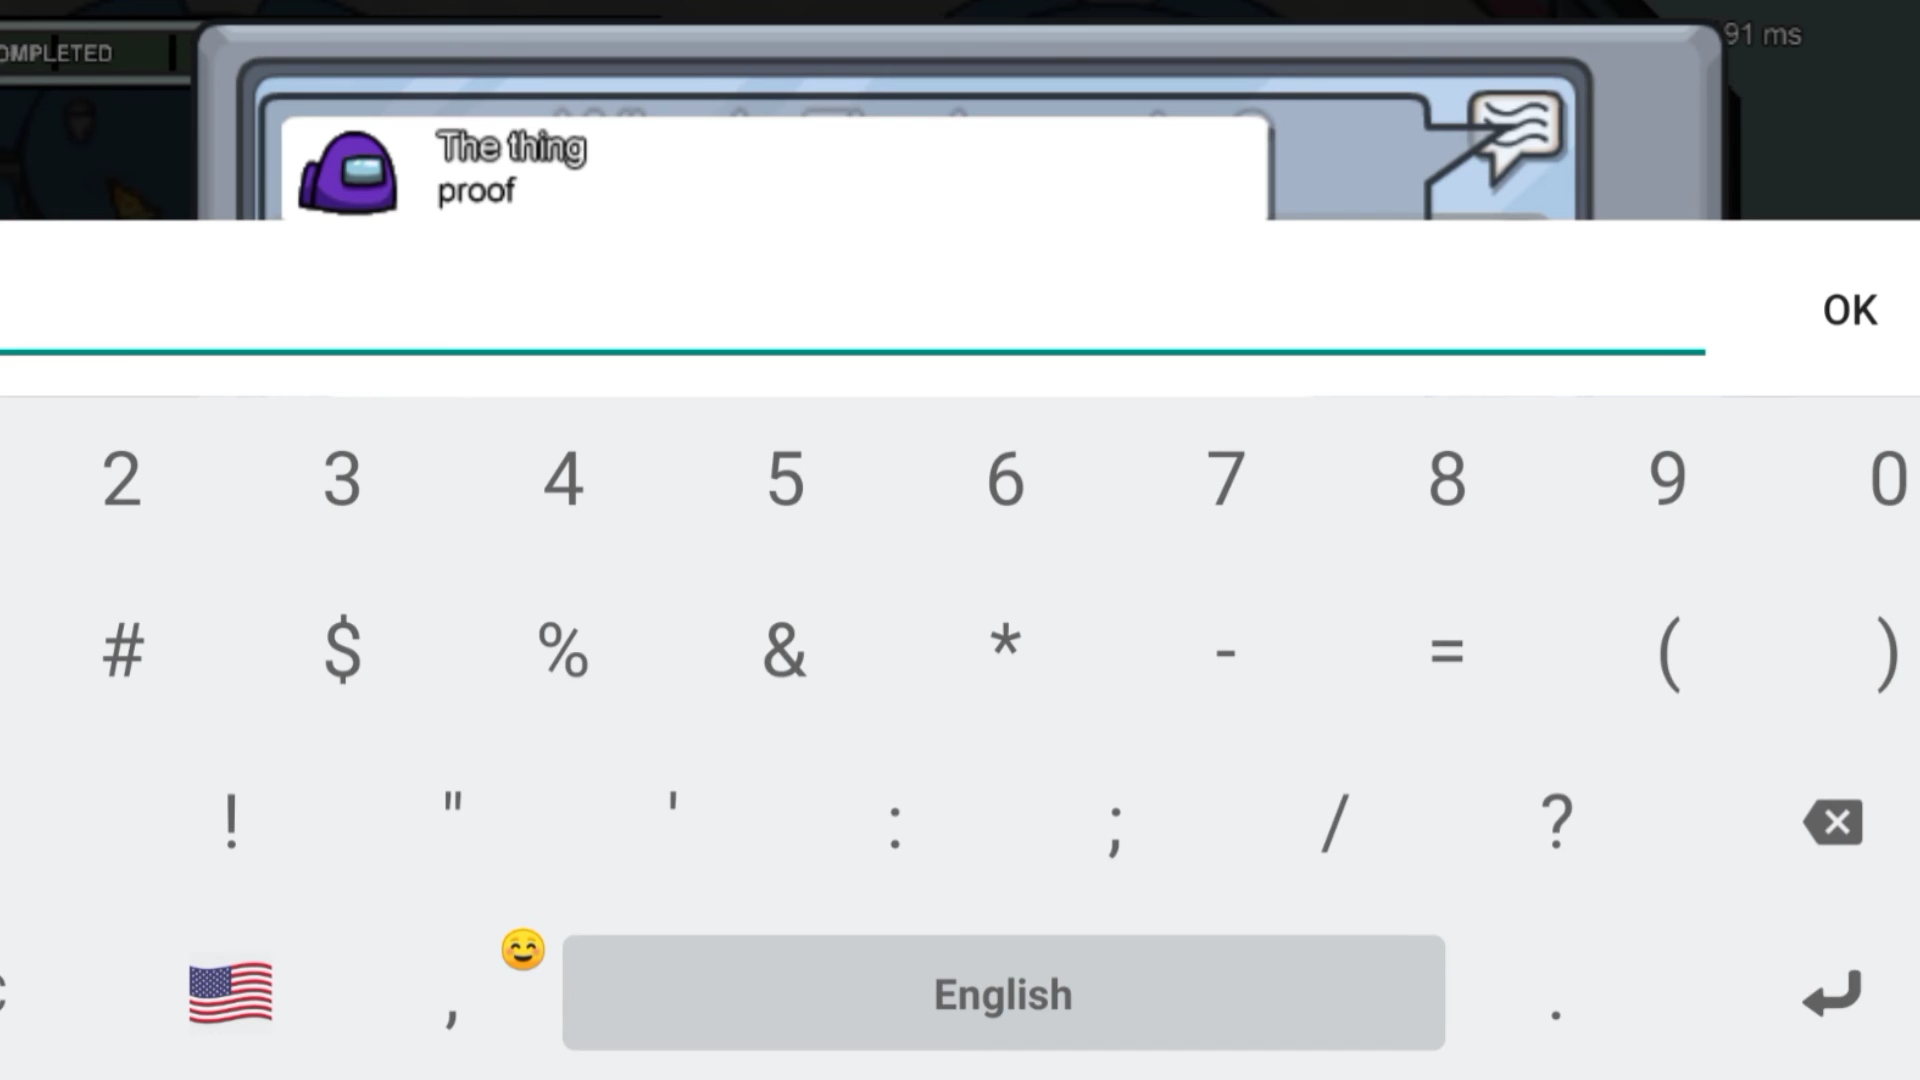 OMPLETED
91 ms
The thing
proof
OK
2 3 4 5 6 7 8 9 0
# $ % & * - = ( )
! " ' : ; / ?
, English .